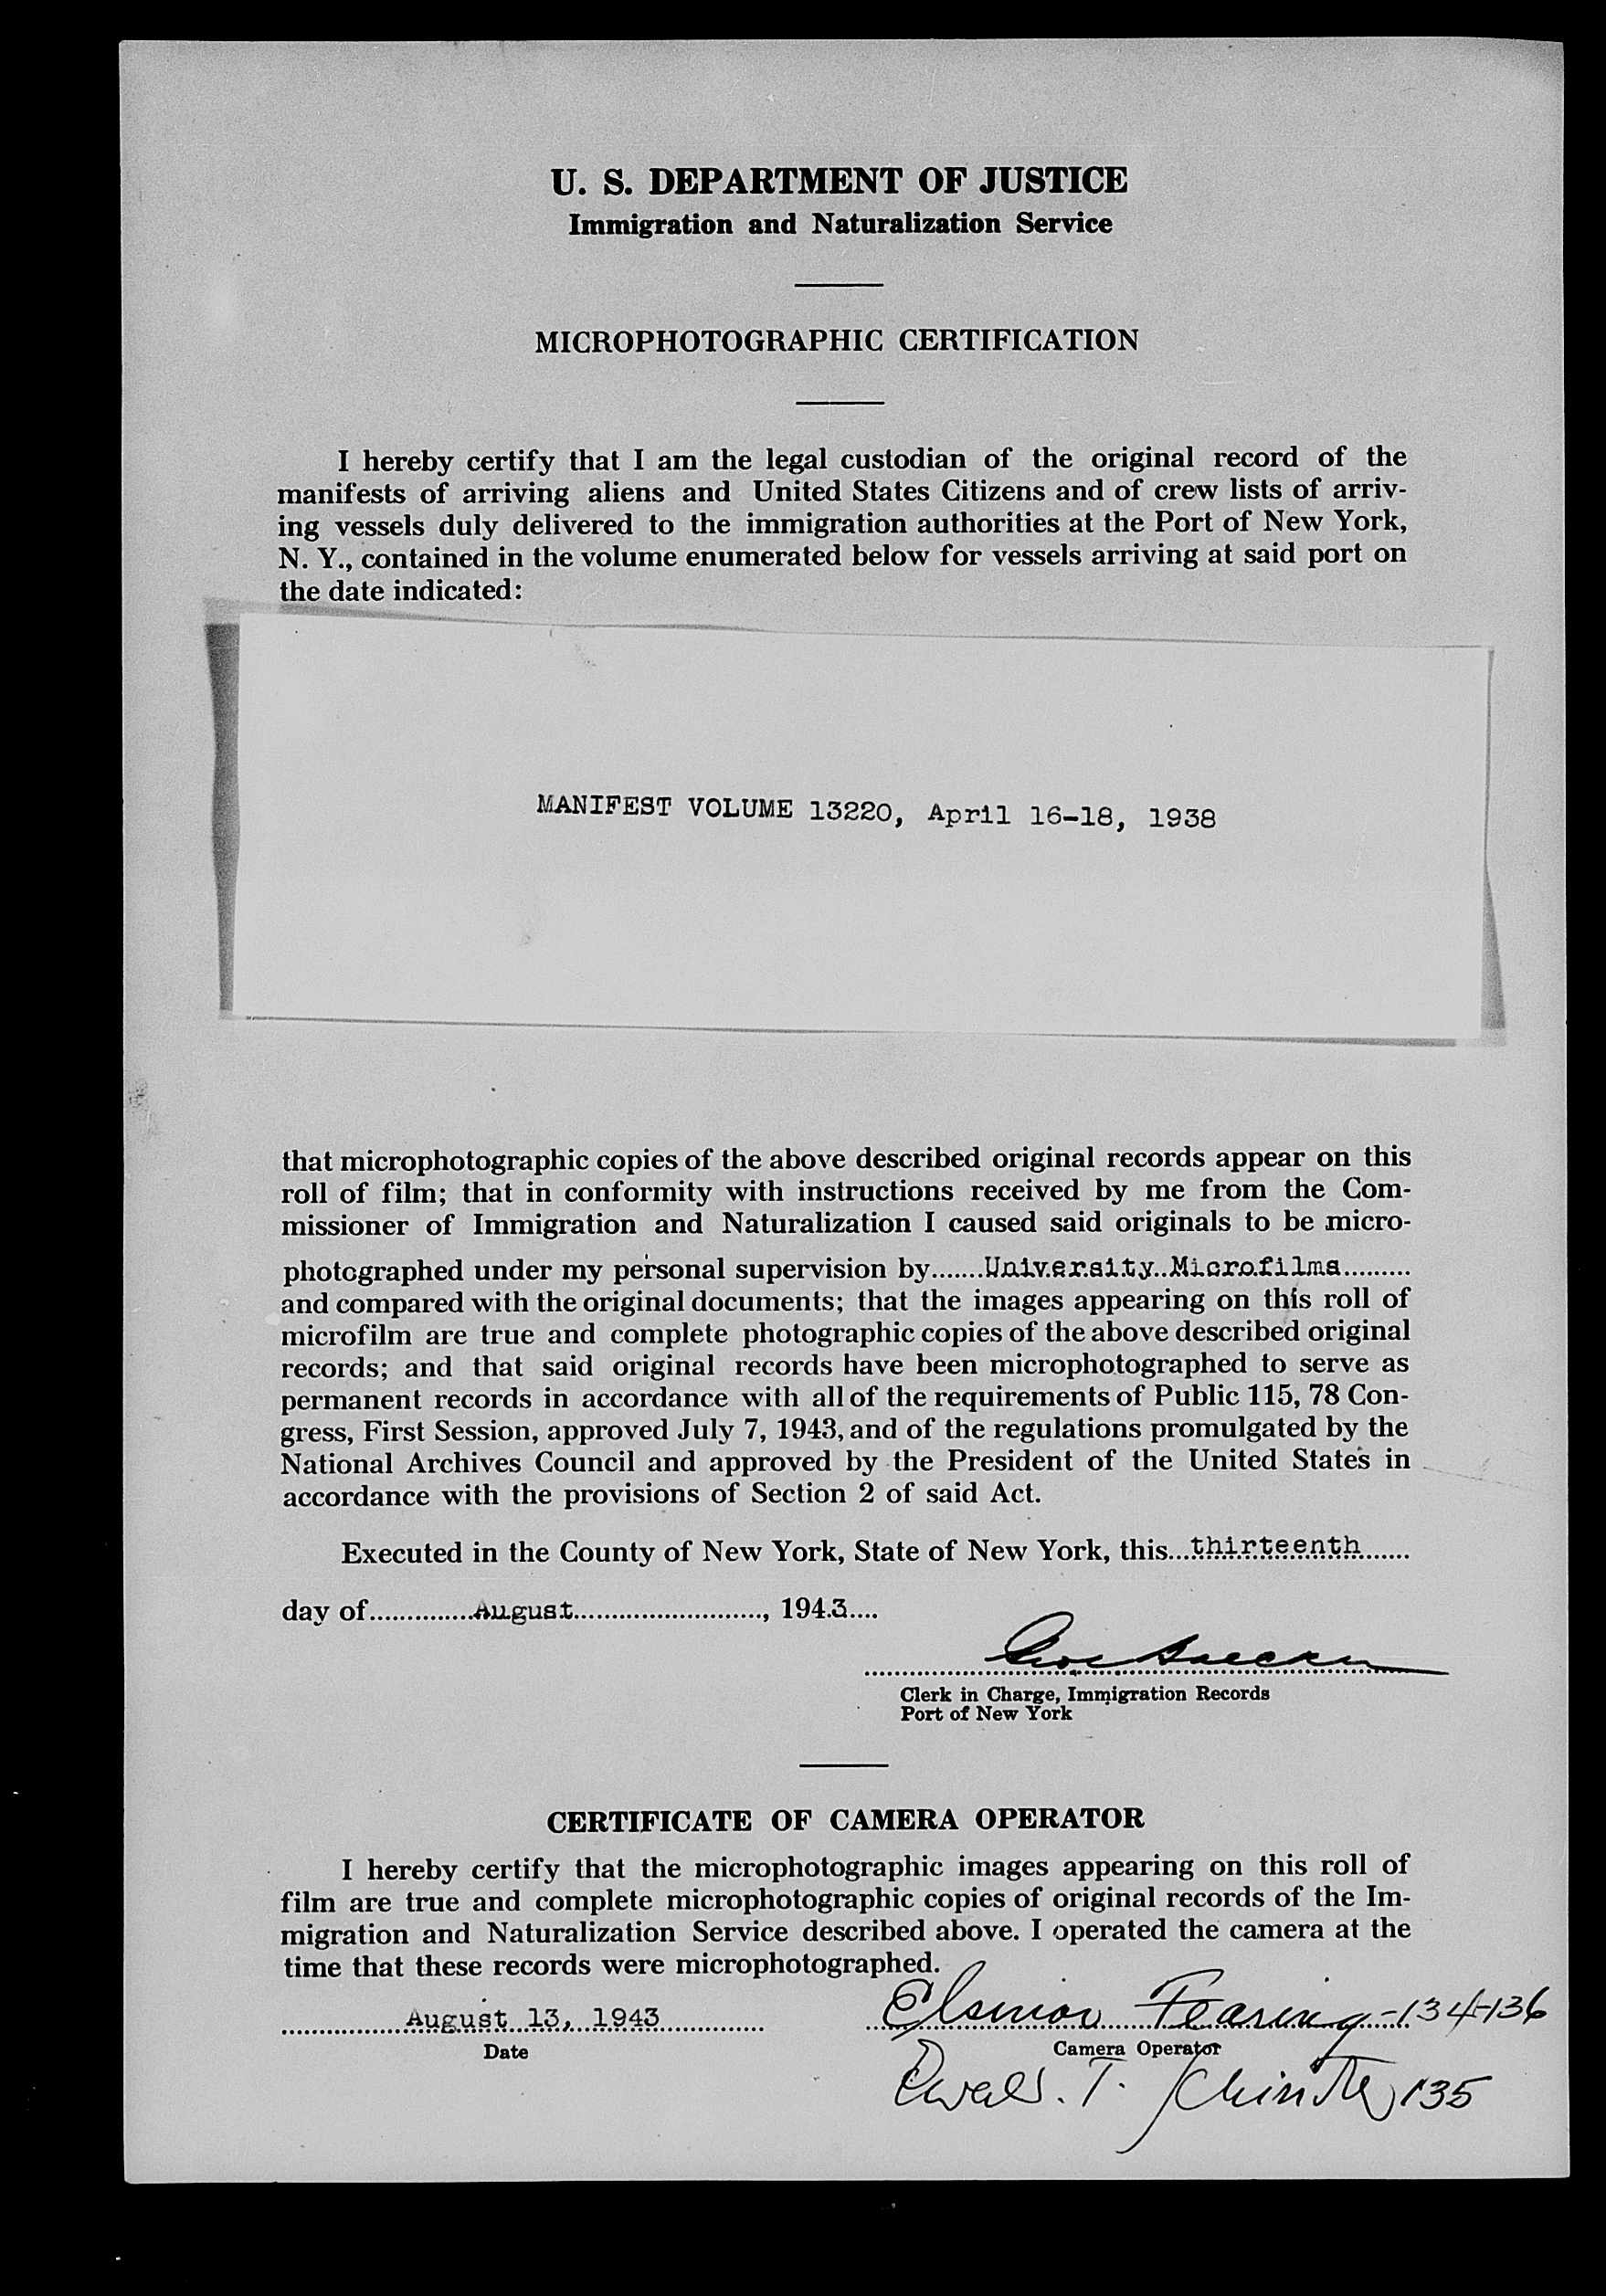 U. S. DEPARTMENT OF JUSTICE
Immigration and Naturalization Service
MICROPHOTOGRAPHIC CERTIFICATION
I hereby certify that I am the legal custodian of the original record of the
manifests of arriving aliens and United States Citizens and of crew lists of arriv-
ing vessels duly delivered to the immigration authorities at the Port of New York,
N. Y., contained in the volume enumerated below for vessels arriving at said port on
the date indicated:
MANIFEST VOLUME 13220, April 16-18, 1938
that microphotographic copies of the above described original records appear on this
roll of film; that in conformity with instructions received by me from the Com-
missioner of Immigration and Naturalization I caused said originals to be micro-
photographed under my personal supervision by.......University Microfilms.........
and compared with the original documents; that the images appearing on this roll of
microfilm are true and complete photographic copies of the above described original
records; and that said original records have been microphotographed to serve as
permanent records in accordance with all of the requirements of Public 115, 78 Con-
gress, First Session, approved July 7, 1943, and of the regulations promulgated by the
National Archives Council and approved by the President of the United States in
accordance with the provisions of Section 2 of said Act.
Executed in the County of New York, State of New York, this...thirteenth.......
day of..............August........................., 1943....
Clerk in Charge, Immigration Records
Port of New York
CERTIFICATE OF CAMERA OPERATOR
I hereby certify that the microphotographic images appearing on this roll of
film are true and complete microphotographic copies of original records of the Im-
migration and Naturalization Service described above. I operated the camera at the
time that these records were microphotographed.
August 13, 1943 Fearing-134-136
Date Camera Operator
T. 135